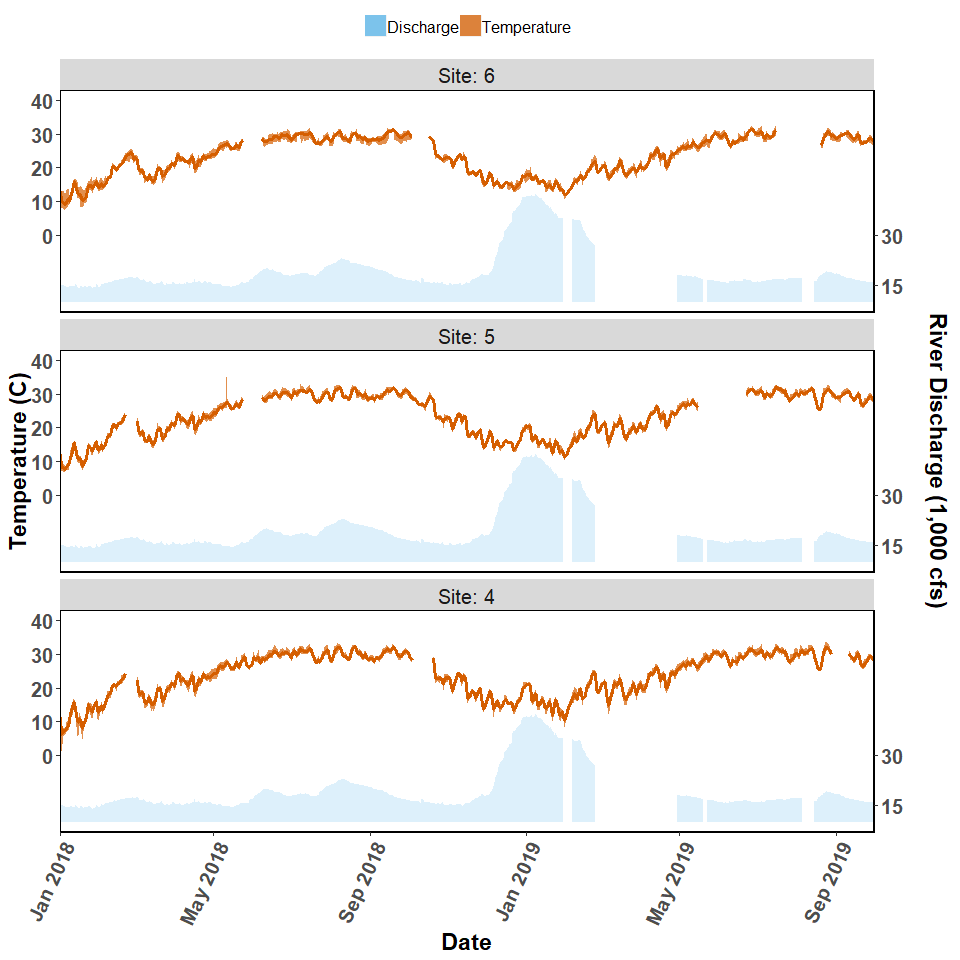 Discharge Temperature
Site: 6
40
30
20
10
0
30
15
Site: 5
40
30
20
10
0
30
15
Site: 4
40
30
20
10
0
30
15
Temperature (C)
River Discharge (1,000 cfs)
Jan 2018 May 2018 Sep 2018 Jan 2019 May 2019 Sep 2019
Date